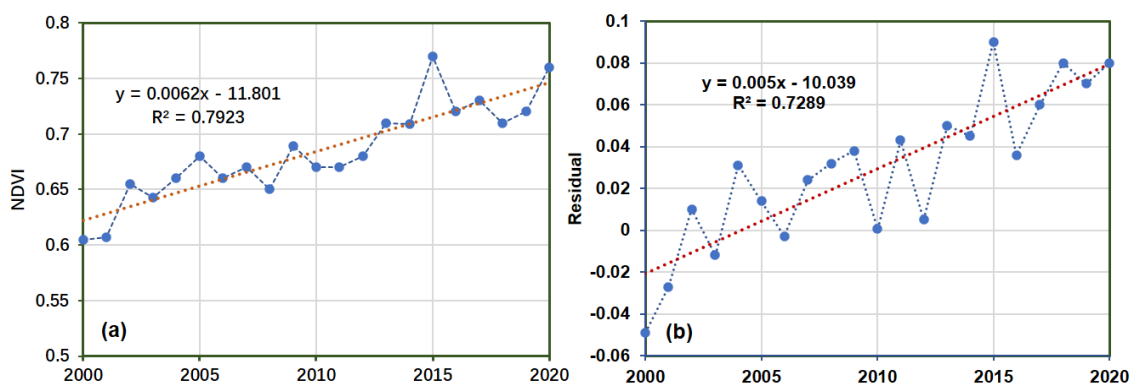 0.8
0.75
0.7
0.65
0.6
0.55
0.5
NDVI
y = 0.0062x - 11.801
R² = 0.7923
(a)
2000 2005 2010 2015 2020
0.1
0.08
0.06
0.04
0.02
0
-0.02
-0.04
-0.06
Residual
y = 0.005x - 10.039
R² = 0.7289
(b)
2000 2005 2010 2015 2020